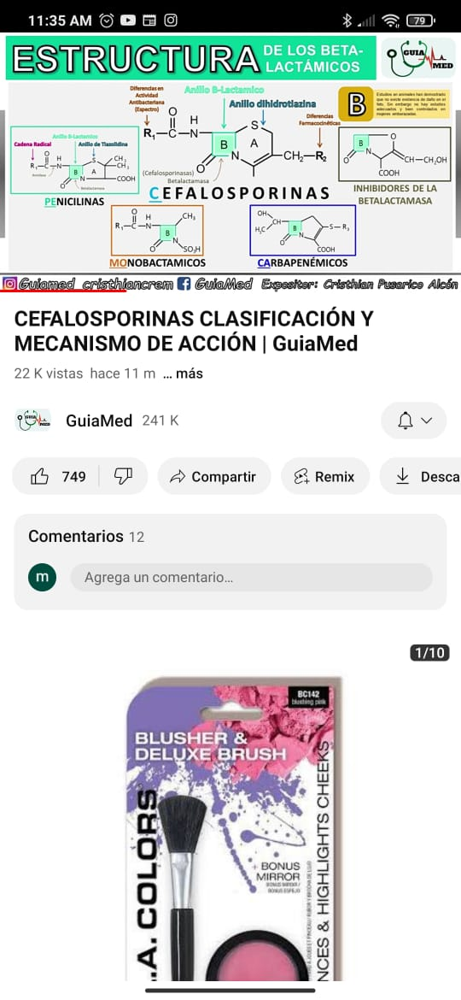 11:35 AM
79
ESTRUCTURA DE LOS BETA-
LACTÁMICOS
GUIA
MED
Diferencias en
Actividad
Antibacteriana
(Espectro)
Anillo B-Lactamico
Anillo dihidrotiazina
Diferencias
Farmacocinéticas
B
Estudios en animales han demostrado
que no existe evidencia de daño en el
feto. Sin embargo no hay estudios
adecuados y bien controlados en
mujeres embarazadas.
O
H
S
R₁—C—N
B
A
O
N
CH₂—R₂
(Cefalosporinasas)
Betalactamasa
CEFALOSPORINAS
Anillo B-Lactamico
Cadena Radical
Anillo de Tiazolidina
O
H
S
CH₃
R₁—C—N
B
A
CH₃
O
N
COOH
Amidasa
Betalactamasa
PENICILINAS
B
O
O
N
CH—CH₂OH
COOH
INHIBIDORES DE LA
BETALACTAMASA
O
H
CH₃
R₁—C—N
B
O
N
SO₃H
MONOBACTAMICOS
OH
CH
H₃C
B
S—R₁
O
N
COOH
CARBAPENÉMICOS
Guiamed_cristhiancrem GuiaMed Expositor: Cristhian Pusarico Alcón
CEFALOSPORINAS CLASIFICACIÓN Y
MECANISMO DE ACCIÓN | GuiaMed
22 K vistas hace 11 m ... más
GUIA
MED
GuiaMed 241 K
749
Compartir
Remix
Desca
Comentarios 12
m
Agrega un comentario...
1/10
BC142
blushing pink
BLUSHER &
DELUXE BRUSH
.A. COLORS
+ BONUS
MIRROR
NCES & HIGHLIGHTS CHEEKS